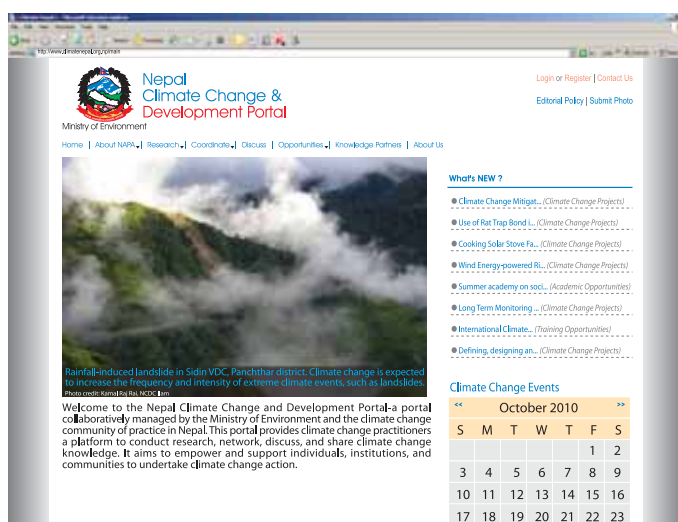 http://www.climatenepal.org.np/main
Nepal
Climate Change &
Development Portal
Ministry of Environment
Login or Register | Contact Us
Editorial Policy | Submit Photo
Home | About NAPA | Research | Coordinate | Discuss | Opportunities | Knowledge Partners | About Us
Rainfall-induced landslide in Sidin VDC, Panchthar district. Climate change is expected
to increase the frequency and intensity of extreme climate events, such as landslides.
Photo credit: Kamal Raj Rai, NCDC Ilam
Welcome to the Nepal Climate Change and Development Portal-a portal
collaboratively managed by the Ministry of Environment and the climate change
community of practice in Nepal. This portal provides climate change practitioners
a platform to conduct research, network, discuss, and share climate change
knowledge. It aims to empower and support individuals, institutions, and
communities to undertake climate change action.
What's NEW ?
Climate Change Mitigat... (Climate Change Projects)
Use of Rat Trap Bond i... (Climate Change Projects)
Cooking Solar Stove Fa... (Climate Change Projects)
Wind Energy-powered Ri... (Climate Change Projects)
Summer academy on soci... (Academic Opportunities)
Long Term Monitoring ... (Climate Change Projects)
International Climate... (Training Opportunities)
Defining, designing an... (Climate Change Projects)
Climate Change Events
<< October 2010 >>
S M T W T F S
1 2
3 4 5 6 7 8 9
10 11 12 13 14 15 16
17 18 19 20 21 22 23